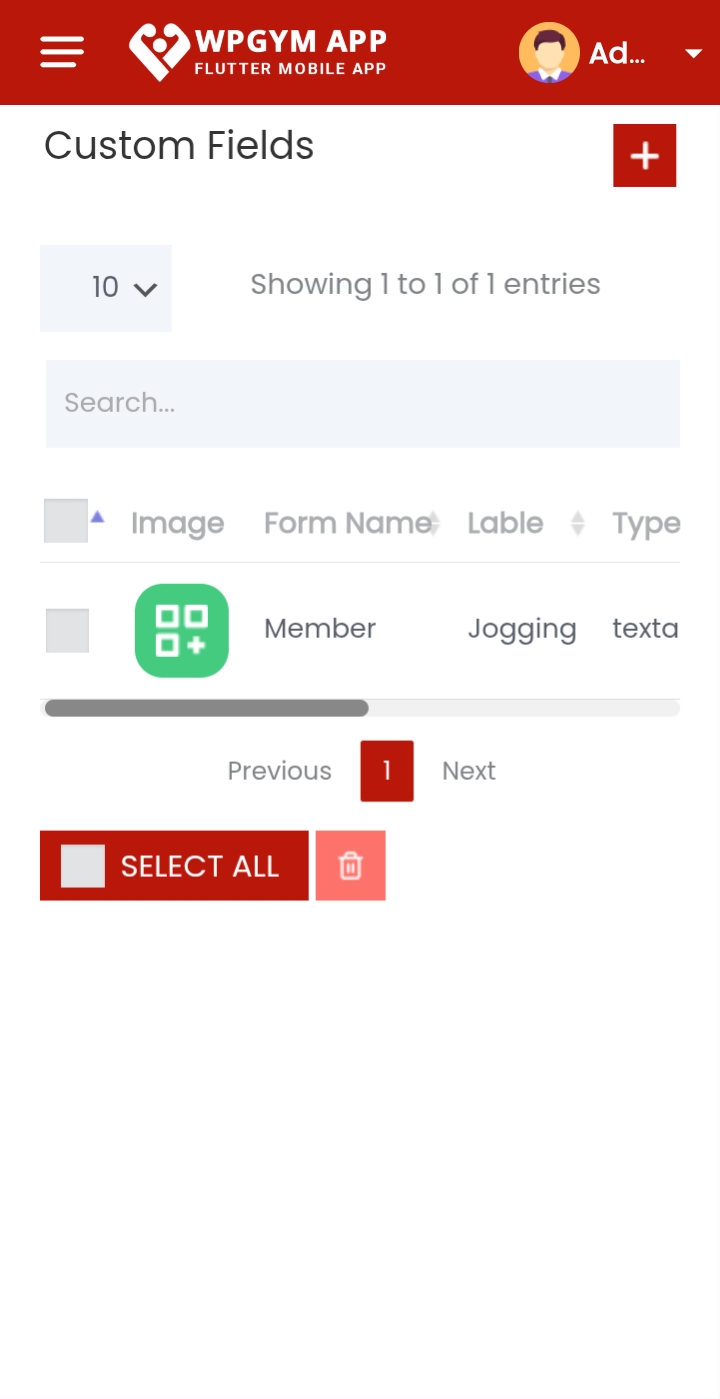 WPGYM APP
FLUTTER MOBILE APP
Ad...
Custom Fields
10
Showing 1 to 1 of 1 entries
Search...
Image Form Name Lable Type
Member Jogging texta
Previous 1 Next
SELECT ALL